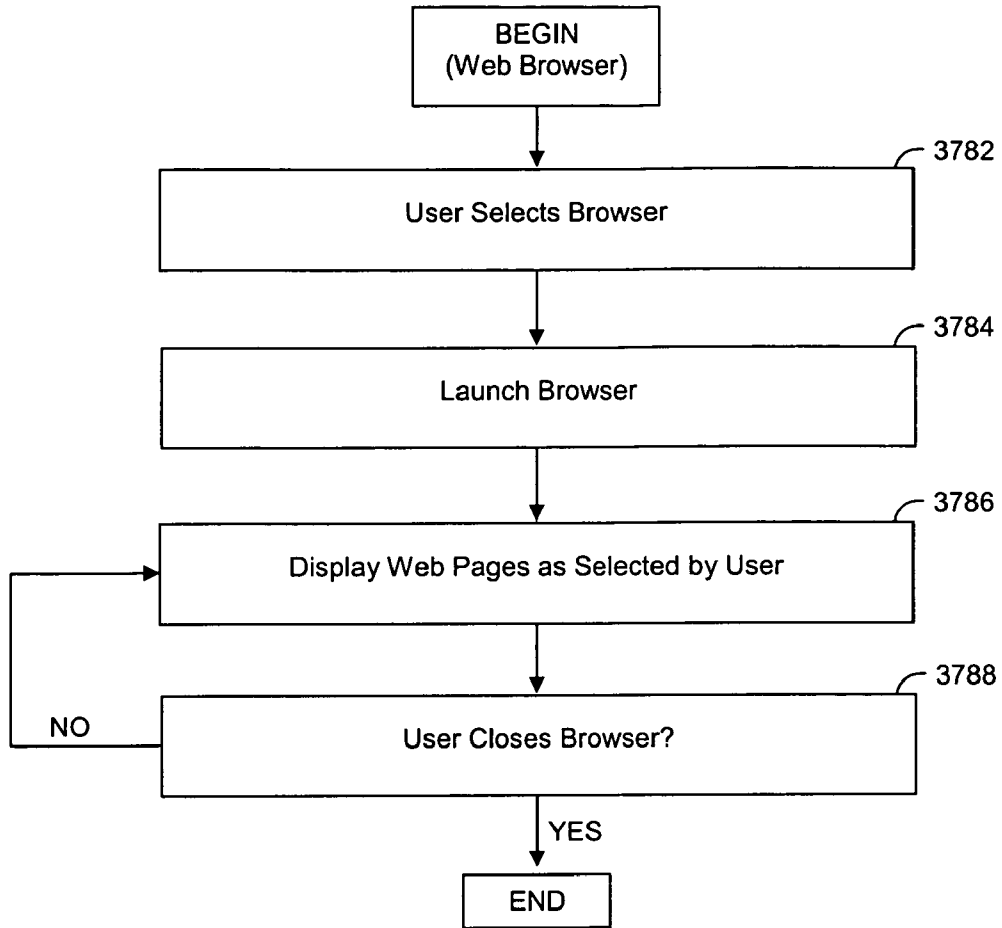 BEGIN
(Web Browser)
3782
User Selects Browser
3784
Launch Browser
3786
Display Web Pages as Selected by User
3788
User Closes Browser?
NO
YES
END